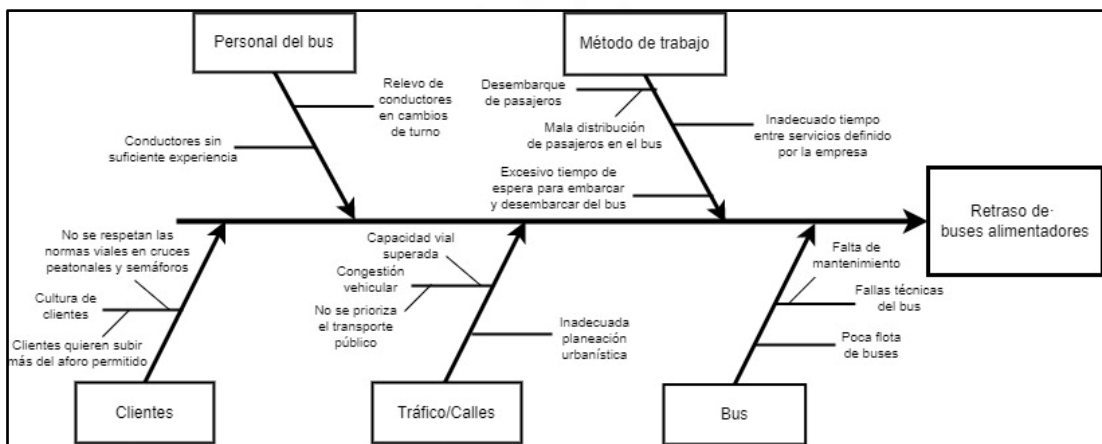 Personal del bus
Método de trabajo
Relevo de
conductores
en cambios
de turno
Conductores sin
suficiente experiencia
Desembarque
de pasajeros
Mala distribución
de pasajeros en el bus
Inadecuado tiempo
entre servicios definido
por la empresa
Excesivo tiempo de
espera para embarcar
y desembarcar del bus
Retraso de·
buses alimentadores
No se respetan las
normas viales en cruces
peatonales y semáforos
Cultura de
clientes
Clientes quieren subir
más del aforo permitido
Capacidad vial
superada
Congestión
vehicular
No se prioriza
el transporte
público
Inadecuada
planeación
urbanística
Falta de
mantenimiento
Fallas técnicas
del bus
Poca flota
de buses
Clientes
Tráfico/Calles
Bus